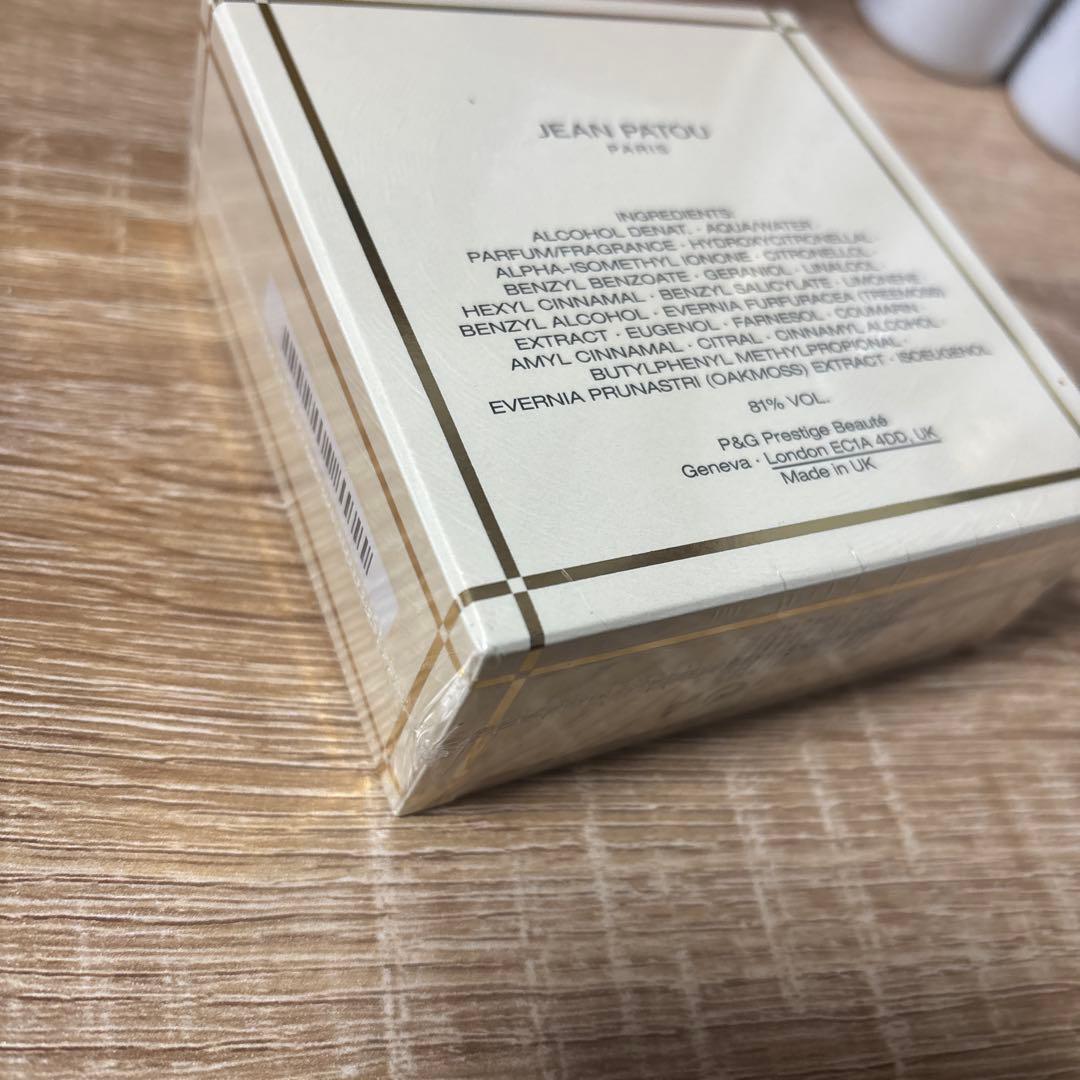 JEAN PATOU
PARIS
INGREDIENTS:
ALCOHOL DENAT. · AQUA/WATER ·
PARFUM/FRAGRANCE · HYDROXYCITRONELLAL ·
ALPHA-ISOMETHYL IONONE · CITRONELLOL ·
BENZYL BENZOATE · GERANIOL · LINALOOL ·
HEXYL CINNAMAL · BENZYL SALICYLATE · LIMONENE ·
BENZYL ALCOHOL · EVERNIA FURFURACEA (TREEMOSS)
EXTRACT · EUGENOL · FARNESOL · COUMARIN ·
AMYL CINNAMAL · CITRAL · CINNAMYL ALCOHOL ·
BUTYLPHENYL METHYLPROPIONAL ·
EVERNIA PRUNASTRI (OAKMOSS) EXTRACT · ISOEUGENOL
81% VOL.
P&G Prestige Beauté
Geneva · London EC1A 4DD, UK
Made in UK